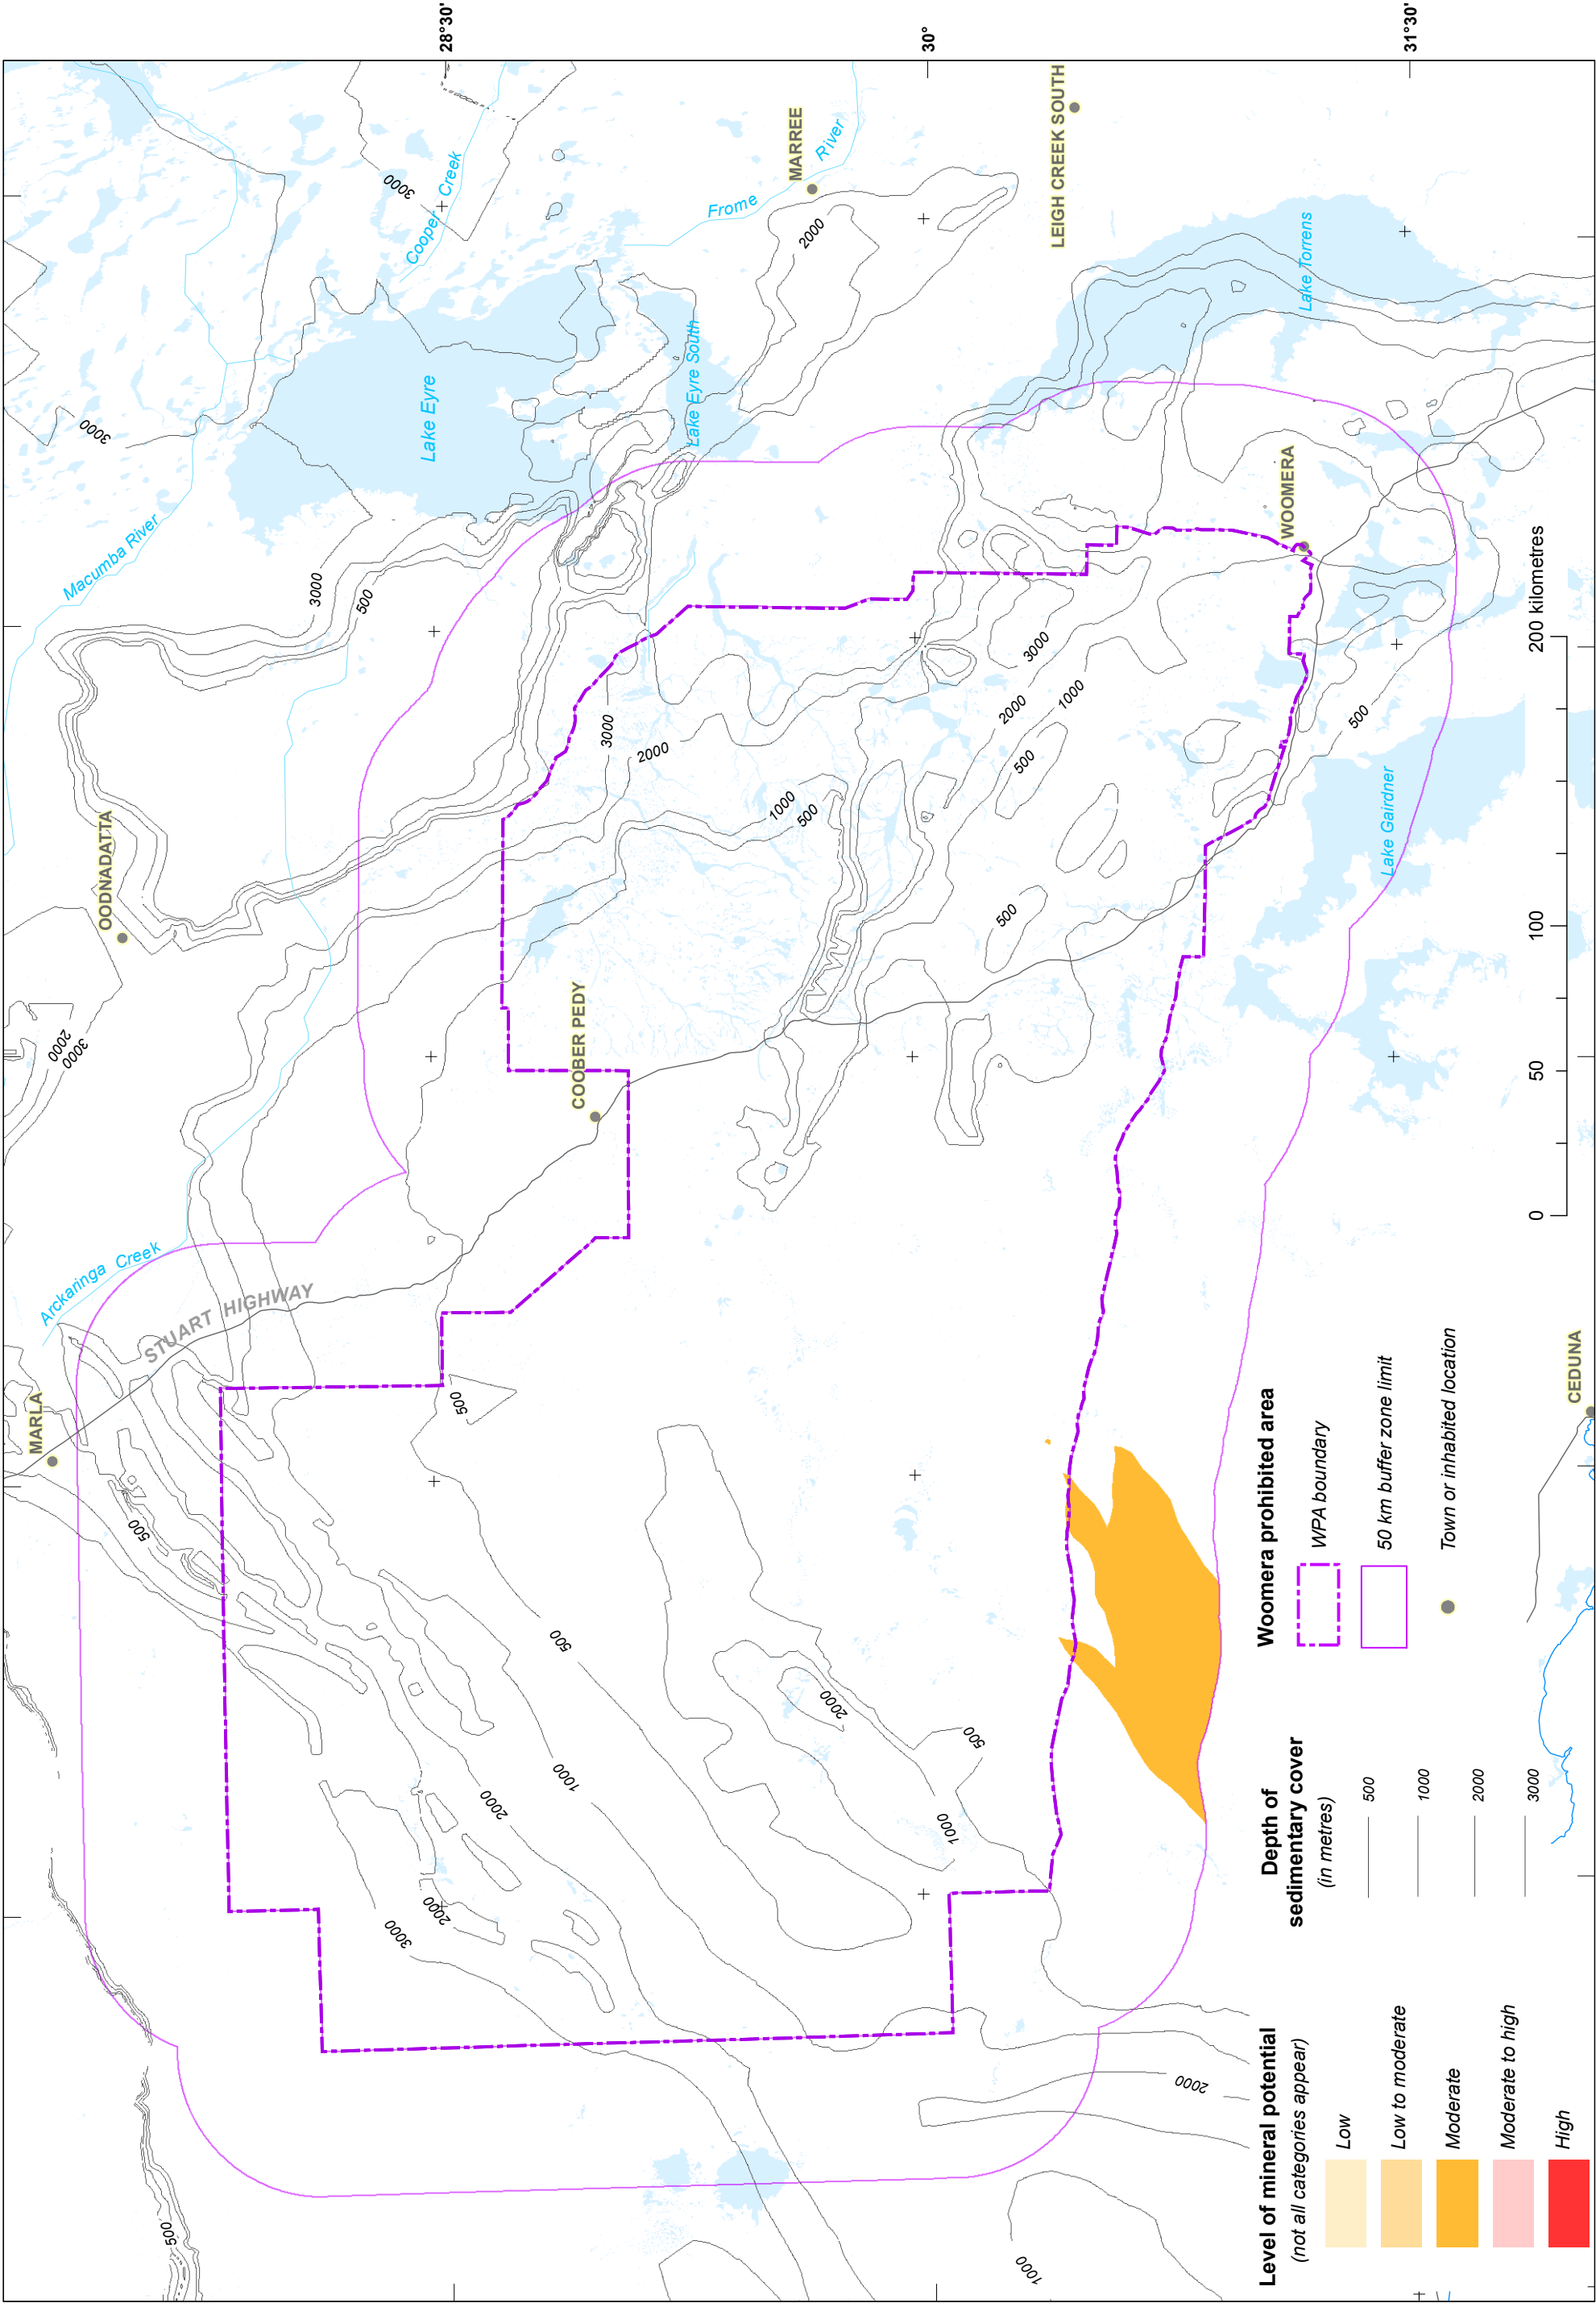 28°30'
30°
31°30'
MARLA
OODNADATTA
COOBER PEDY
MARREE
LEIGH CREEK SOUTH
WOOMERA
CEDUNA
STUART HIGHWAY
Arckaringa Creek
Macumba River
Cooper Creek
Frome River
Lake Eyre
Lake Eyre South
Lake Torrens
Lake Gairdner
500
500
2000
3000
3000
3000
3000
500
2000
3000
2000
1000
500
3000
2000
1000
500
500
500
500
500
1000
2000
2000
3000
2000
500
1000
2000
1000
500
0
50
100
200 kilometres
Level of mineral potential
(not all categories appear)
Low
Low to moderate
Moderate
Moderate to high
High
Depth of
sedimentary cover
(in metres)
500
1000
2000
3000
Woomera prohibited area
WPA boundary
50 km buffer zone limit
Town or inhabited location